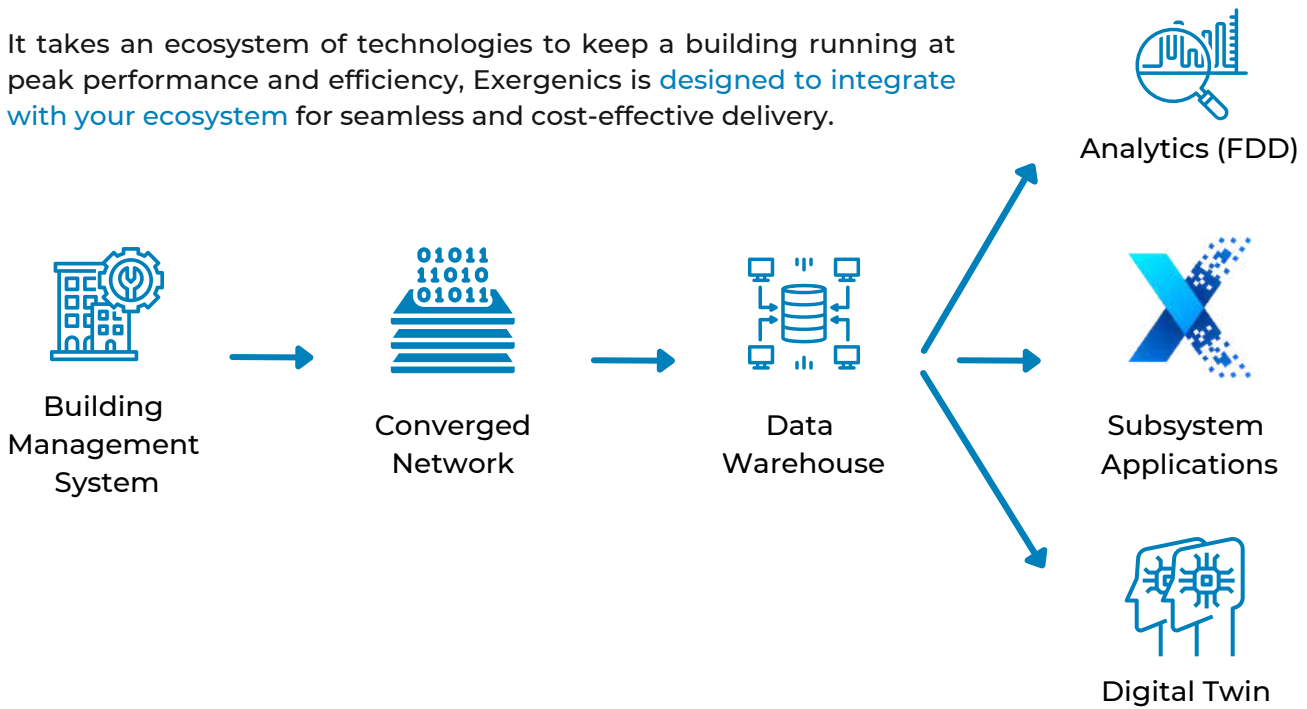 It takes an ecosystem of technologies to keep a building running at
peak performance and efficiency, Exergenics is designed to integrate
with your ecosystem for seamless and cost-effective delivery.
Analytics (FDD)
01011
11010
01011
Building
Management
System
Converged
Network
Data
Warehouse
Subsystem
Applications
Digital Twin